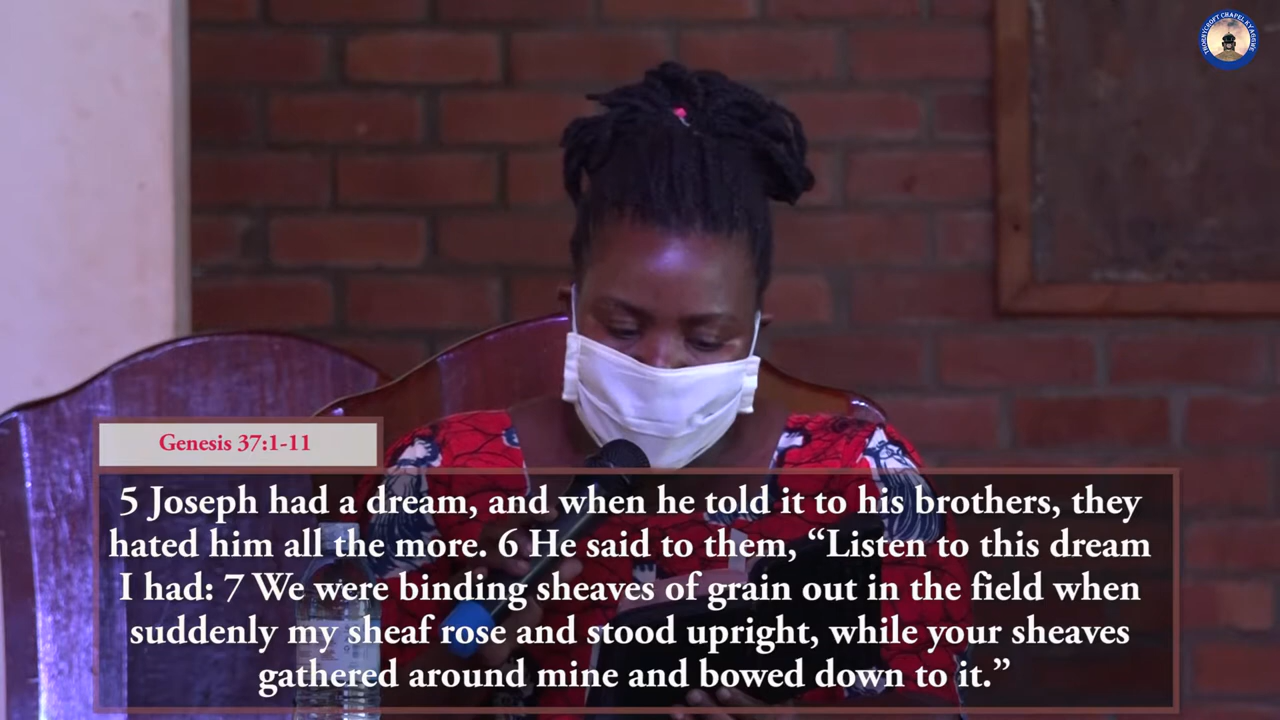 THORNYCROFT CHAPEL KYAGGWE
Genesis 37:1-11
5 Joseph had a dream, and when he told it to his brothers, they
hated him all the more. 6 He said to them, “Listen to this dream
I had: 7 We were binding sheaves of grain out in the field when
suddenly my sheaf rose and stood upright, while your sheaves
gathered around mine and bowed down to it.”